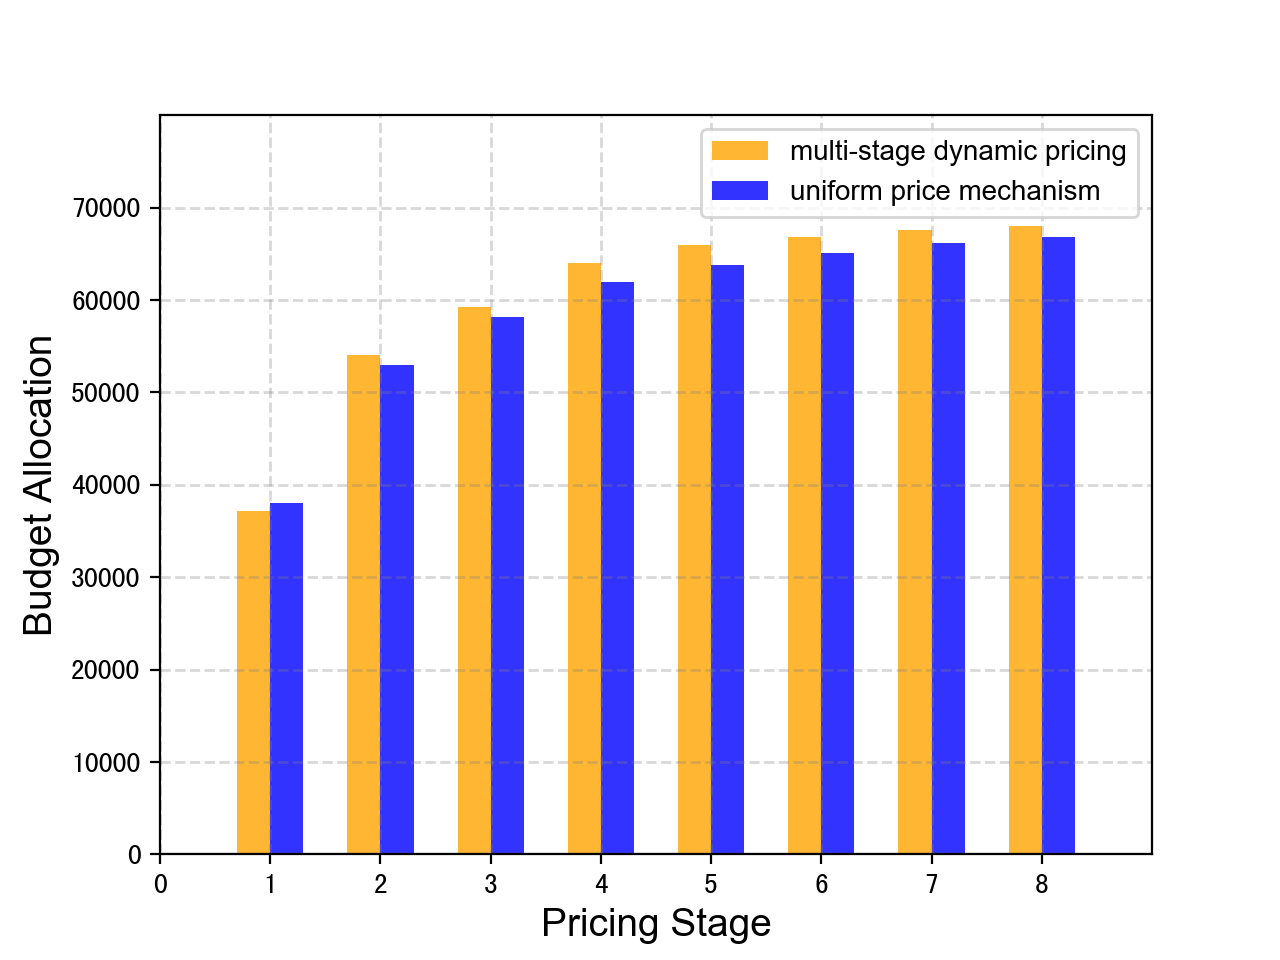 multi-stage dynamic pricing
uniform price mechanism
70000
60000
50000
40000
30000
20000
10000
0
0 1 2 3 4 5 6 7 8
Budget Allocation
Pricing Stage